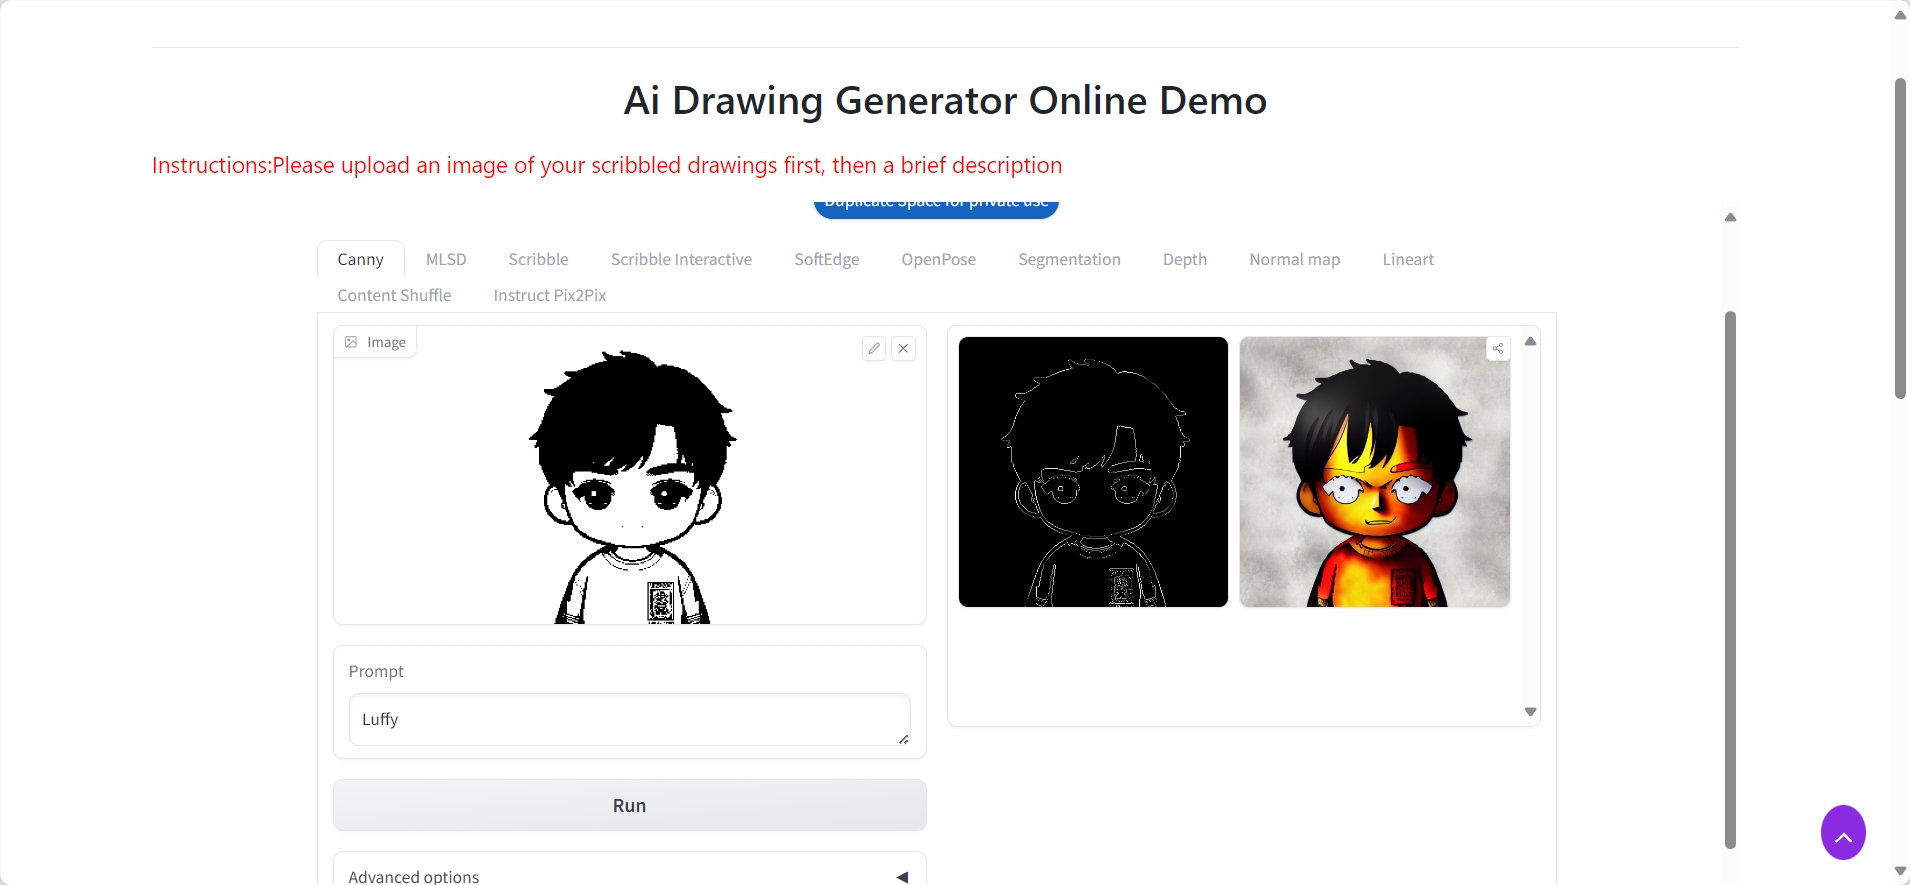 Ai Drawing Generator Online Demo
Instructions:Please upload an image of your scribbled drawings first, then a brief description
Duplicate Space for private use
Canny MLSD Scribble Scribble Interactive SoftEdge OpenPose Segmentation Depth Normal map Lineart
Content Shuffle Instruct Pix2Pix
Image
Prompt
Luffy
Run
Advanced options